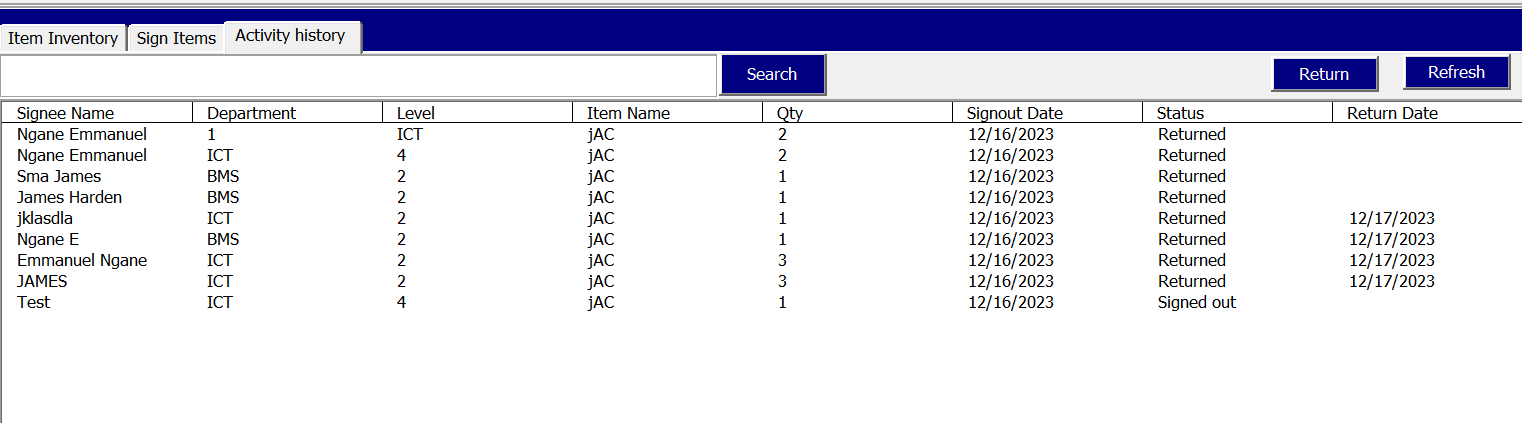 Item Inventory Sign Items Activity history
Search Return Refresh
Signee Name Department Level Item Name Qty Signout Date Status Return Date
Ngane Emmanuel 1 ICT jAC 2 12/16/2023 Returned
Ngane Emmanuel ICT 4 jAC 2 12/16/2023 Returned
Sma James BMS 2 jAC 1 12/16/2023 Returned
James Harden BMS 2 jAC 1 12/16/2023 Returned
jklasdla ICT 2 jAC 1 12/16/2023 Returned 12/17/2023
Ngane E BMS 2 jAC 1 12/16/2023 Returned 12/17/2023
Emmanuel Ngane ICT 2 jAC 3 12/16/2023 Returned 12/17/2023
JAMES ICT 2 jAC 3 12/16/2023 Returned 12/17/2023
Test ICT 4 jAC 1 12/16/2023 Signed out